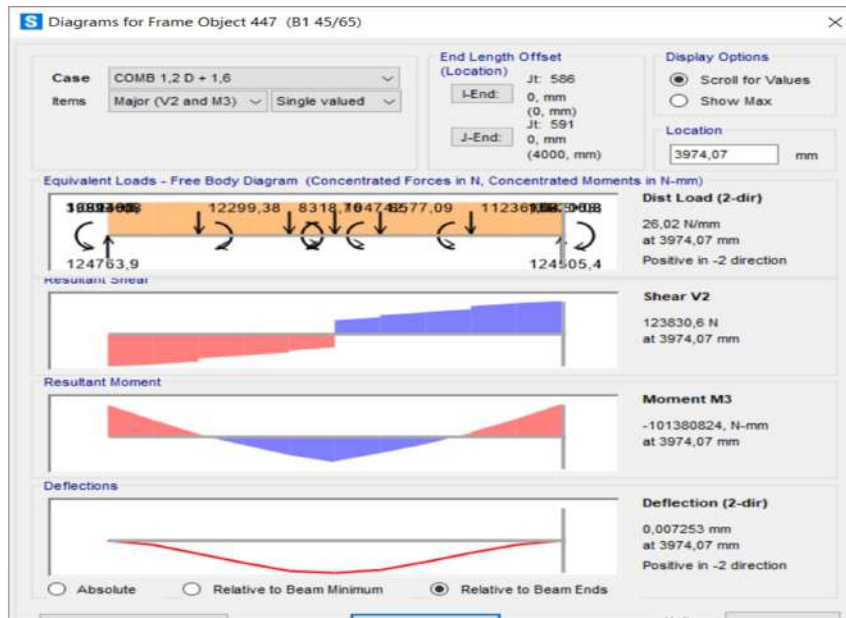 Diagrams for Frame Object 447 (B1 45/65)
Case COMB 1,2 D + 1,6
Items Major (V2 and M3) Single valued
End Length Offset
(Location)
I-End:
Jt: 586
0, mm
(0, mm)
J-End:
Jt: 591
0, mm
(4000, mm)
Display Options
Scroll for Values
Show Max
Location
3974,07 mm
Equivalent Loads - Free Body Diagram (Concentrated Forces in N, Concentrated Moments in N-mm)
12299,38
124763,9
124505,4
Dist Load (2-dir)
26,02 N/mm
at 3974,07 mm
Positive in -2 direction
Resultant Shear
Shear V2
123830,6 N
at 3974,07 mm
Resultant Moment
Moment M3
-101380824, N-mm
at 3974,07 mm
Deflections
Deflection (2-dir)
0,007253 mm
at 3974,07 mm
Positive in -2 direction
Absolute
Relative to Beam Minimum
Relative to Beam Ends